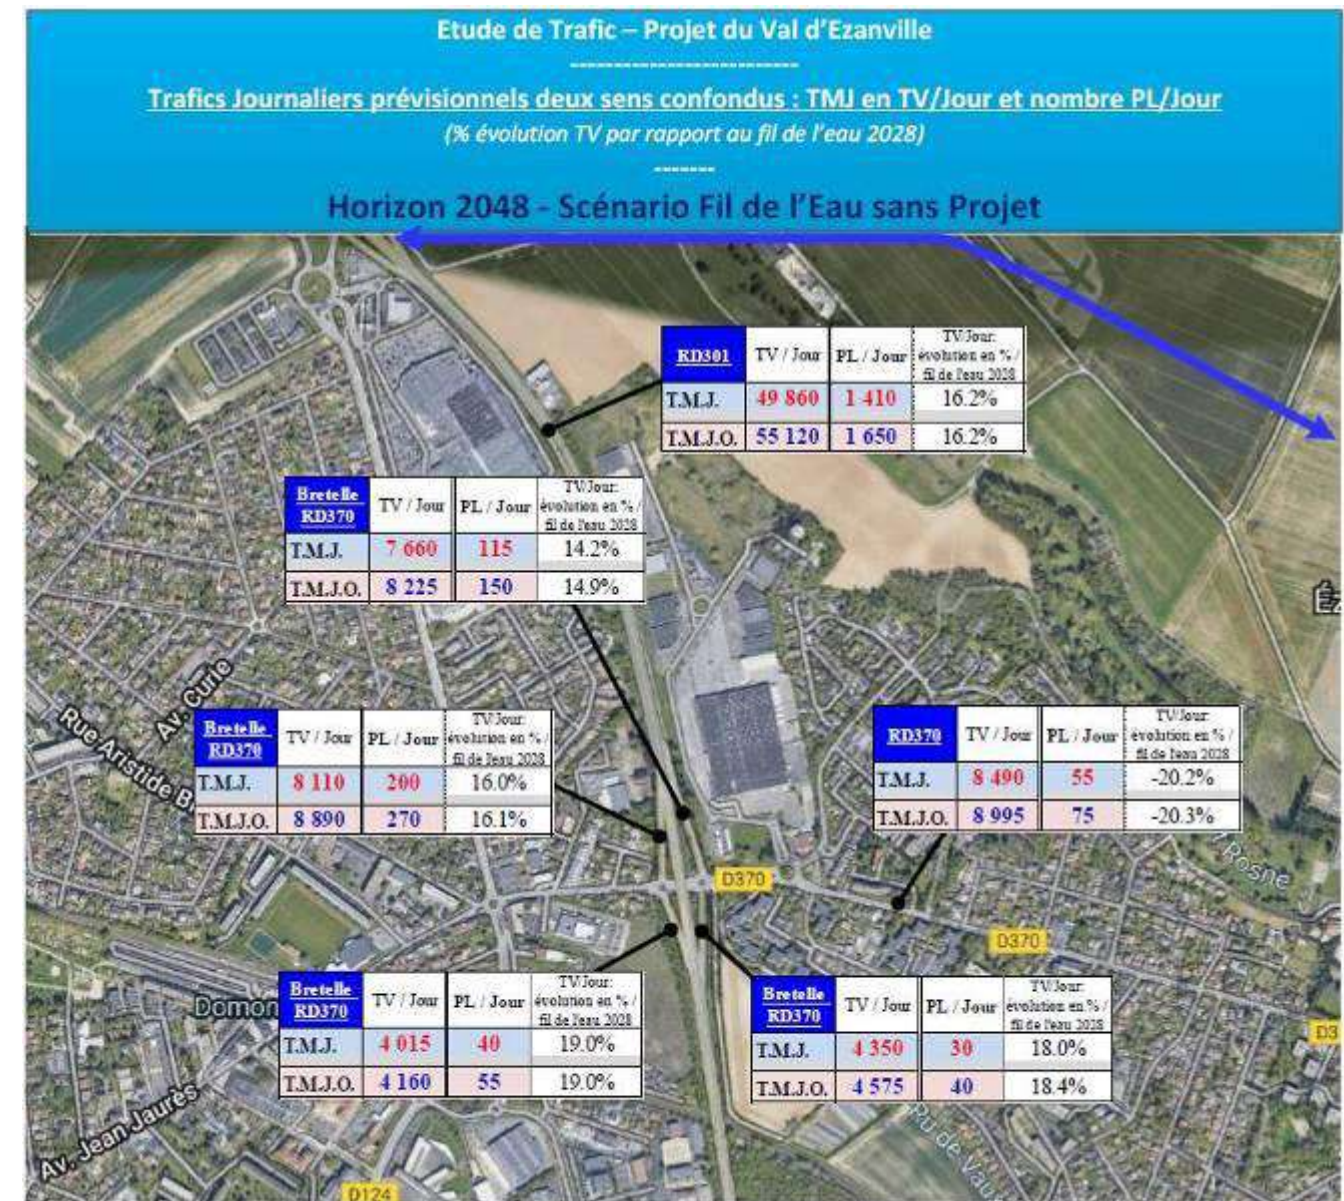 Etude de Trafic – Projet du Val d'Ezanville
Trafics Journaliers prévisionnels deux sens confondus : TMJ en TV/Jour et nombre PL/Jour
(% évolution TV par rapport au fil de l'eau 2028)
Horizon 2048 - Scénario Fil de l'Eau sans Projet
RD301 TV / Jour PL / Jour TV/Jour: évolution en % / fil de l'eau 2028
T.M.J. 49 860 1 410 16.2%
T.M.J.O. 55 120 1 650 16.2%
Bretelle RD370 TV / Jour PL / Jour TV/Jour: évolution en % / fil de l'eau 2028
T.M.J. 7 660 115 14.2%
T.M.J.O. 8 225 150 14.9%
Av. Curie
Rue Aristide B
Bretelle RD370 TV / Jour PL / Jour TV/Jour: évolution en % / fil de l'eau 2028
T.M.J. 8 110 200 16.0%
T.M.J.O. 8 890 270 16.1%
RD370 TV / Jour PL / Jour TV/Jour: évolution en % / fil de l'eau 2028
T.M.J. 8 490 55 -20.2%
T.M.J.O. 8 995 75 -20.3%
Rosne
D370
D370
Domon
Bretelle RD370 TV / Jour PL / Jour TV/Jour: évolution en % / fil de l'eau 2028
T.M.J. 4 015 40 19.0%
T.M.J.O. 4 160 55 19.0%
Bretelle RD370 TV / Jour PL / Jour TV/Jour: évolution en % / fil de l'eau 2028
T.M.J. 4 350 30 18.0%
T.M.J.O. 4 575 40 18.4%
D3
Av. Jean Jaurès
Ru de Vau
D124